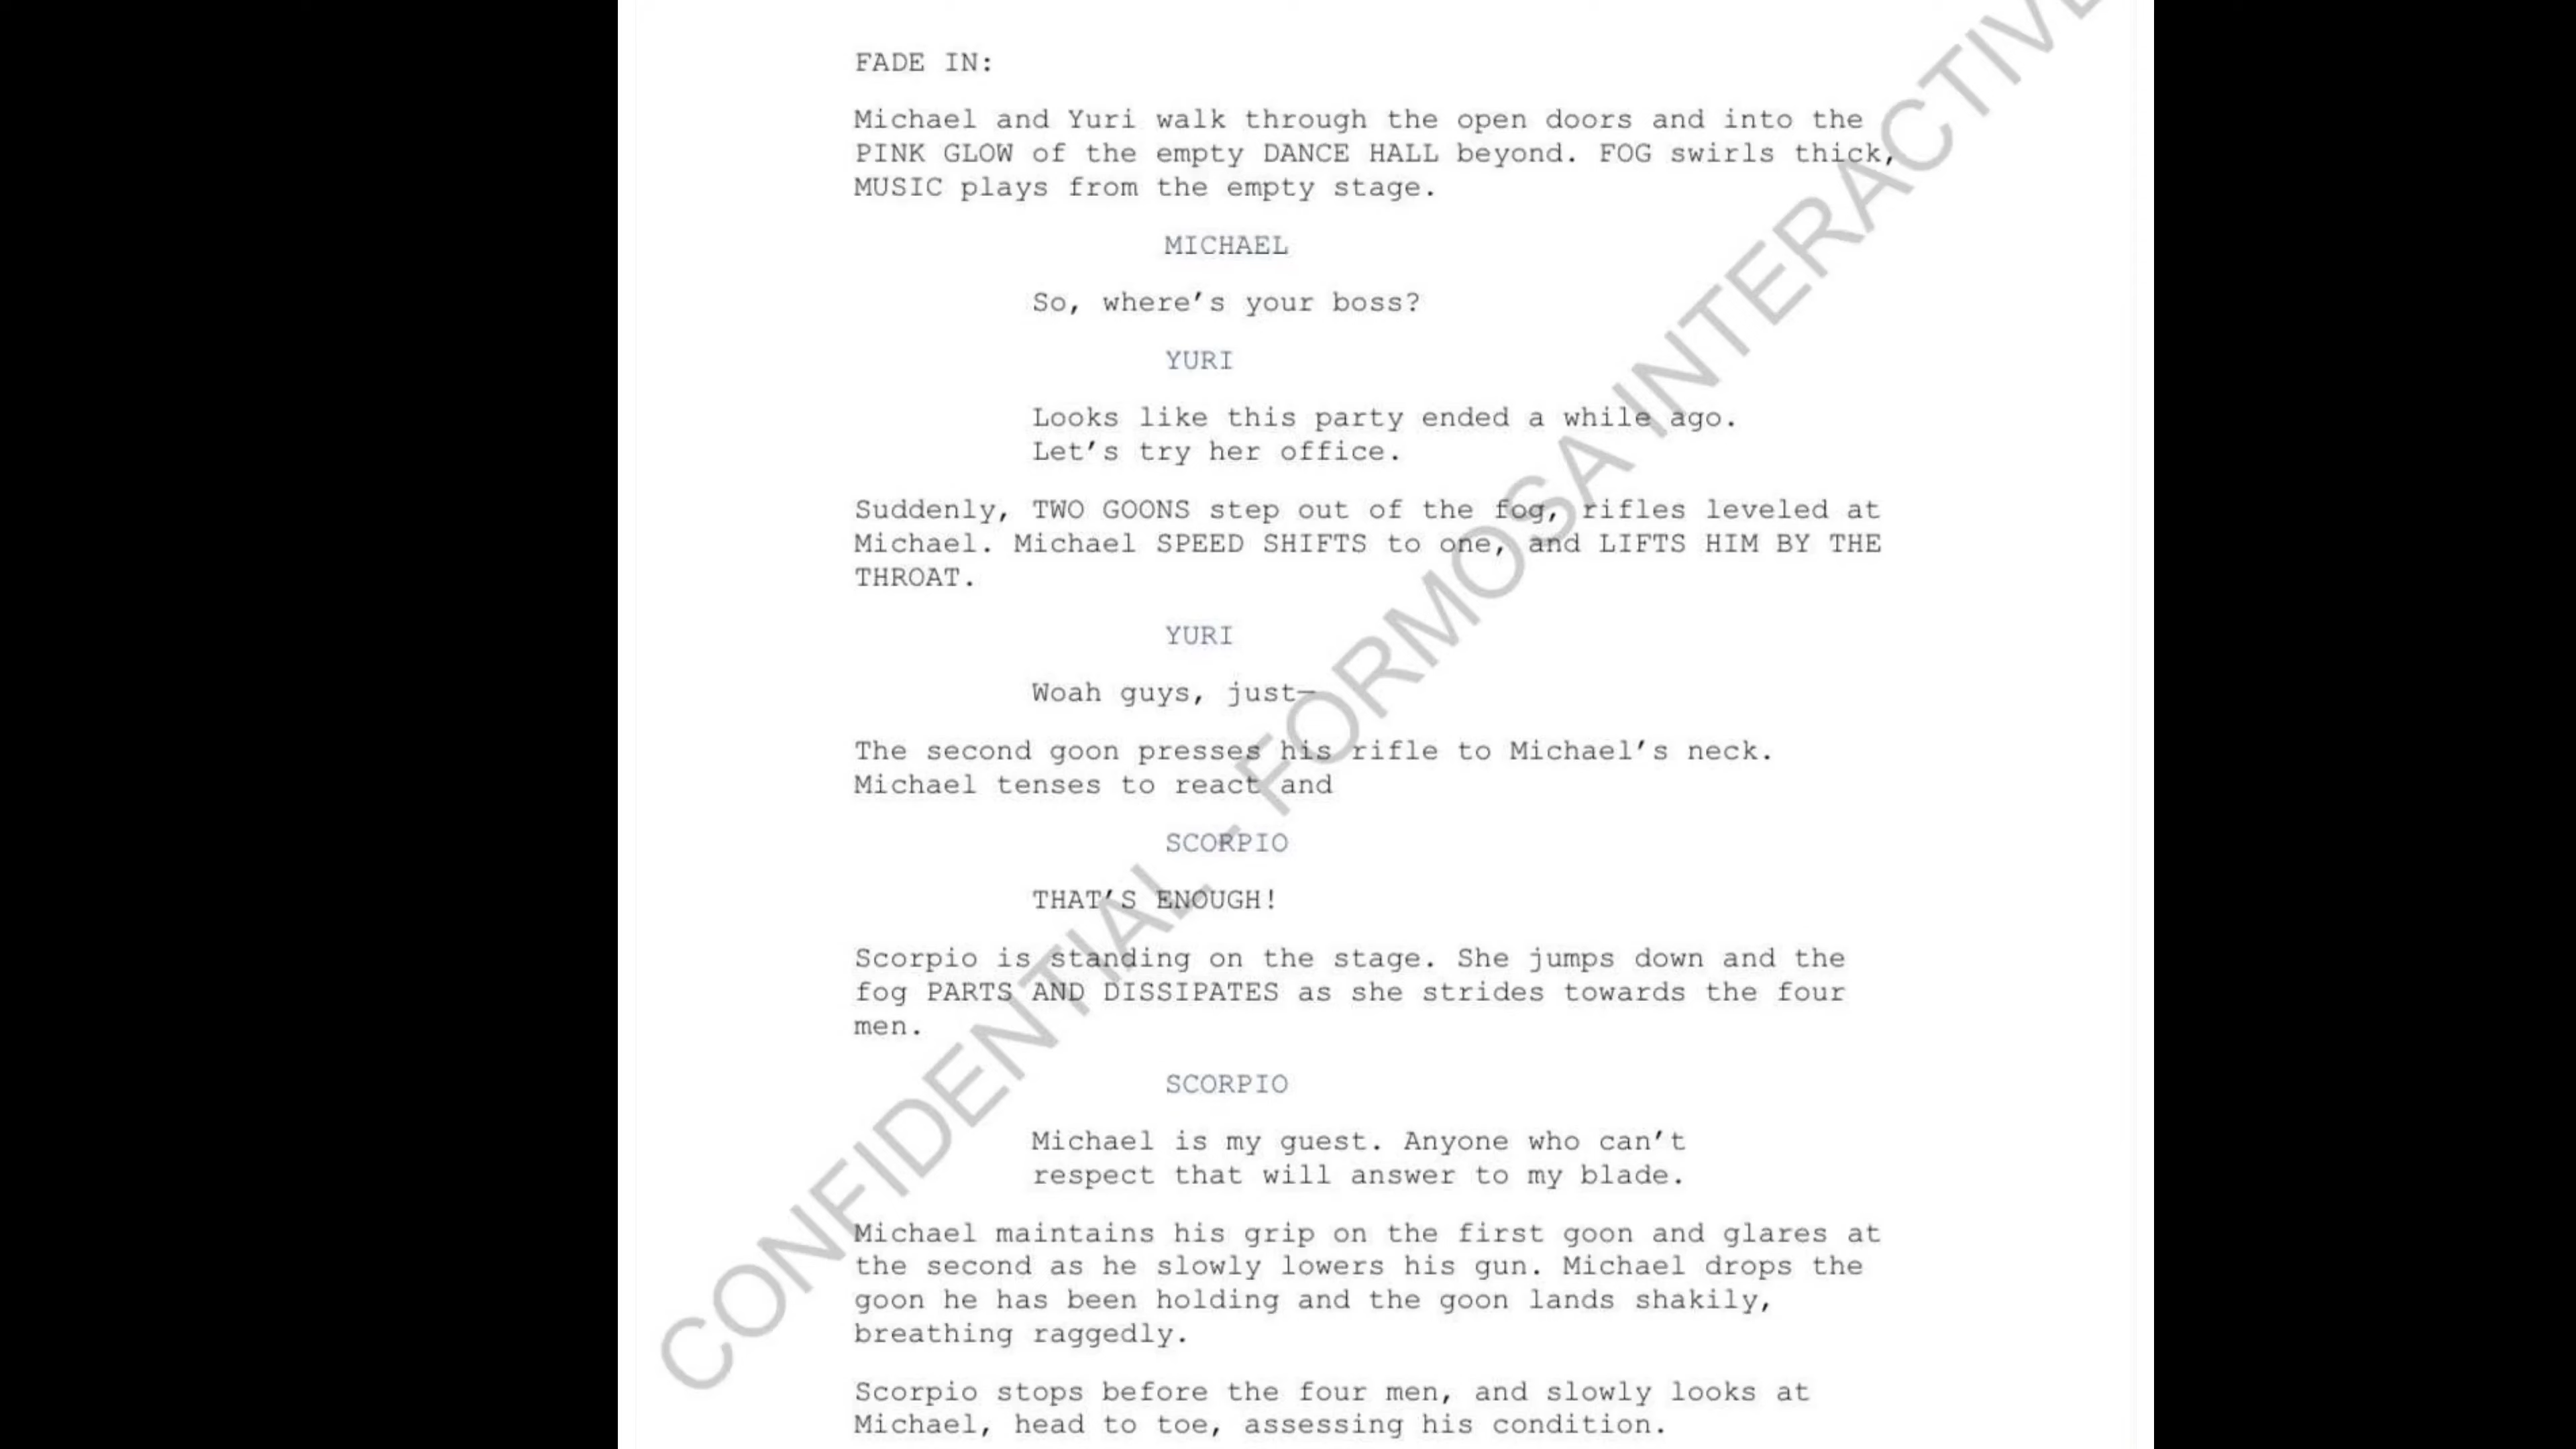 FADE IN:
Michael and Yuri walk through the open doors and into the
PINK GLOW of the empty DANCE HALL beyond. FOG swirls thick,
MUSIC plays from the empty stage.
MICHAEL
So, where's your boss?
YURI
Looks like this party ended a while ago.
Let's try her office.
Suddenly, TWO GOONS step out of the fog, rifles leveled at
Michael. Michael SPEED SHIFTS to one, and LIFTS HIM BY THE
THROAT.
YURI
Woah guys, just—
The second goon presses his rifle to Michael's neck.
Michael tenses to react and
SCORPIO
THAT'S ENOUGH!
Scorpio is standing on the stage. She jumps down and the
fog PARTS AND DISSIPATES as she strides towards the four
men.
SCORPIO
Michael is my guest. Anyone who can't
respect that will answer to my blade.
Michael maintains his grip on the first goon and glares at
the second as he slowly lowers his gun. Michael drops the
goon he has been holding and the goon lands shakily,
breathing raggedly.
Scorpio stops before the four men, and slowly looks at
Michael, head to toe, assessing his condition.
CONFIDENTIAL - FORMOSA INTERACTIVE